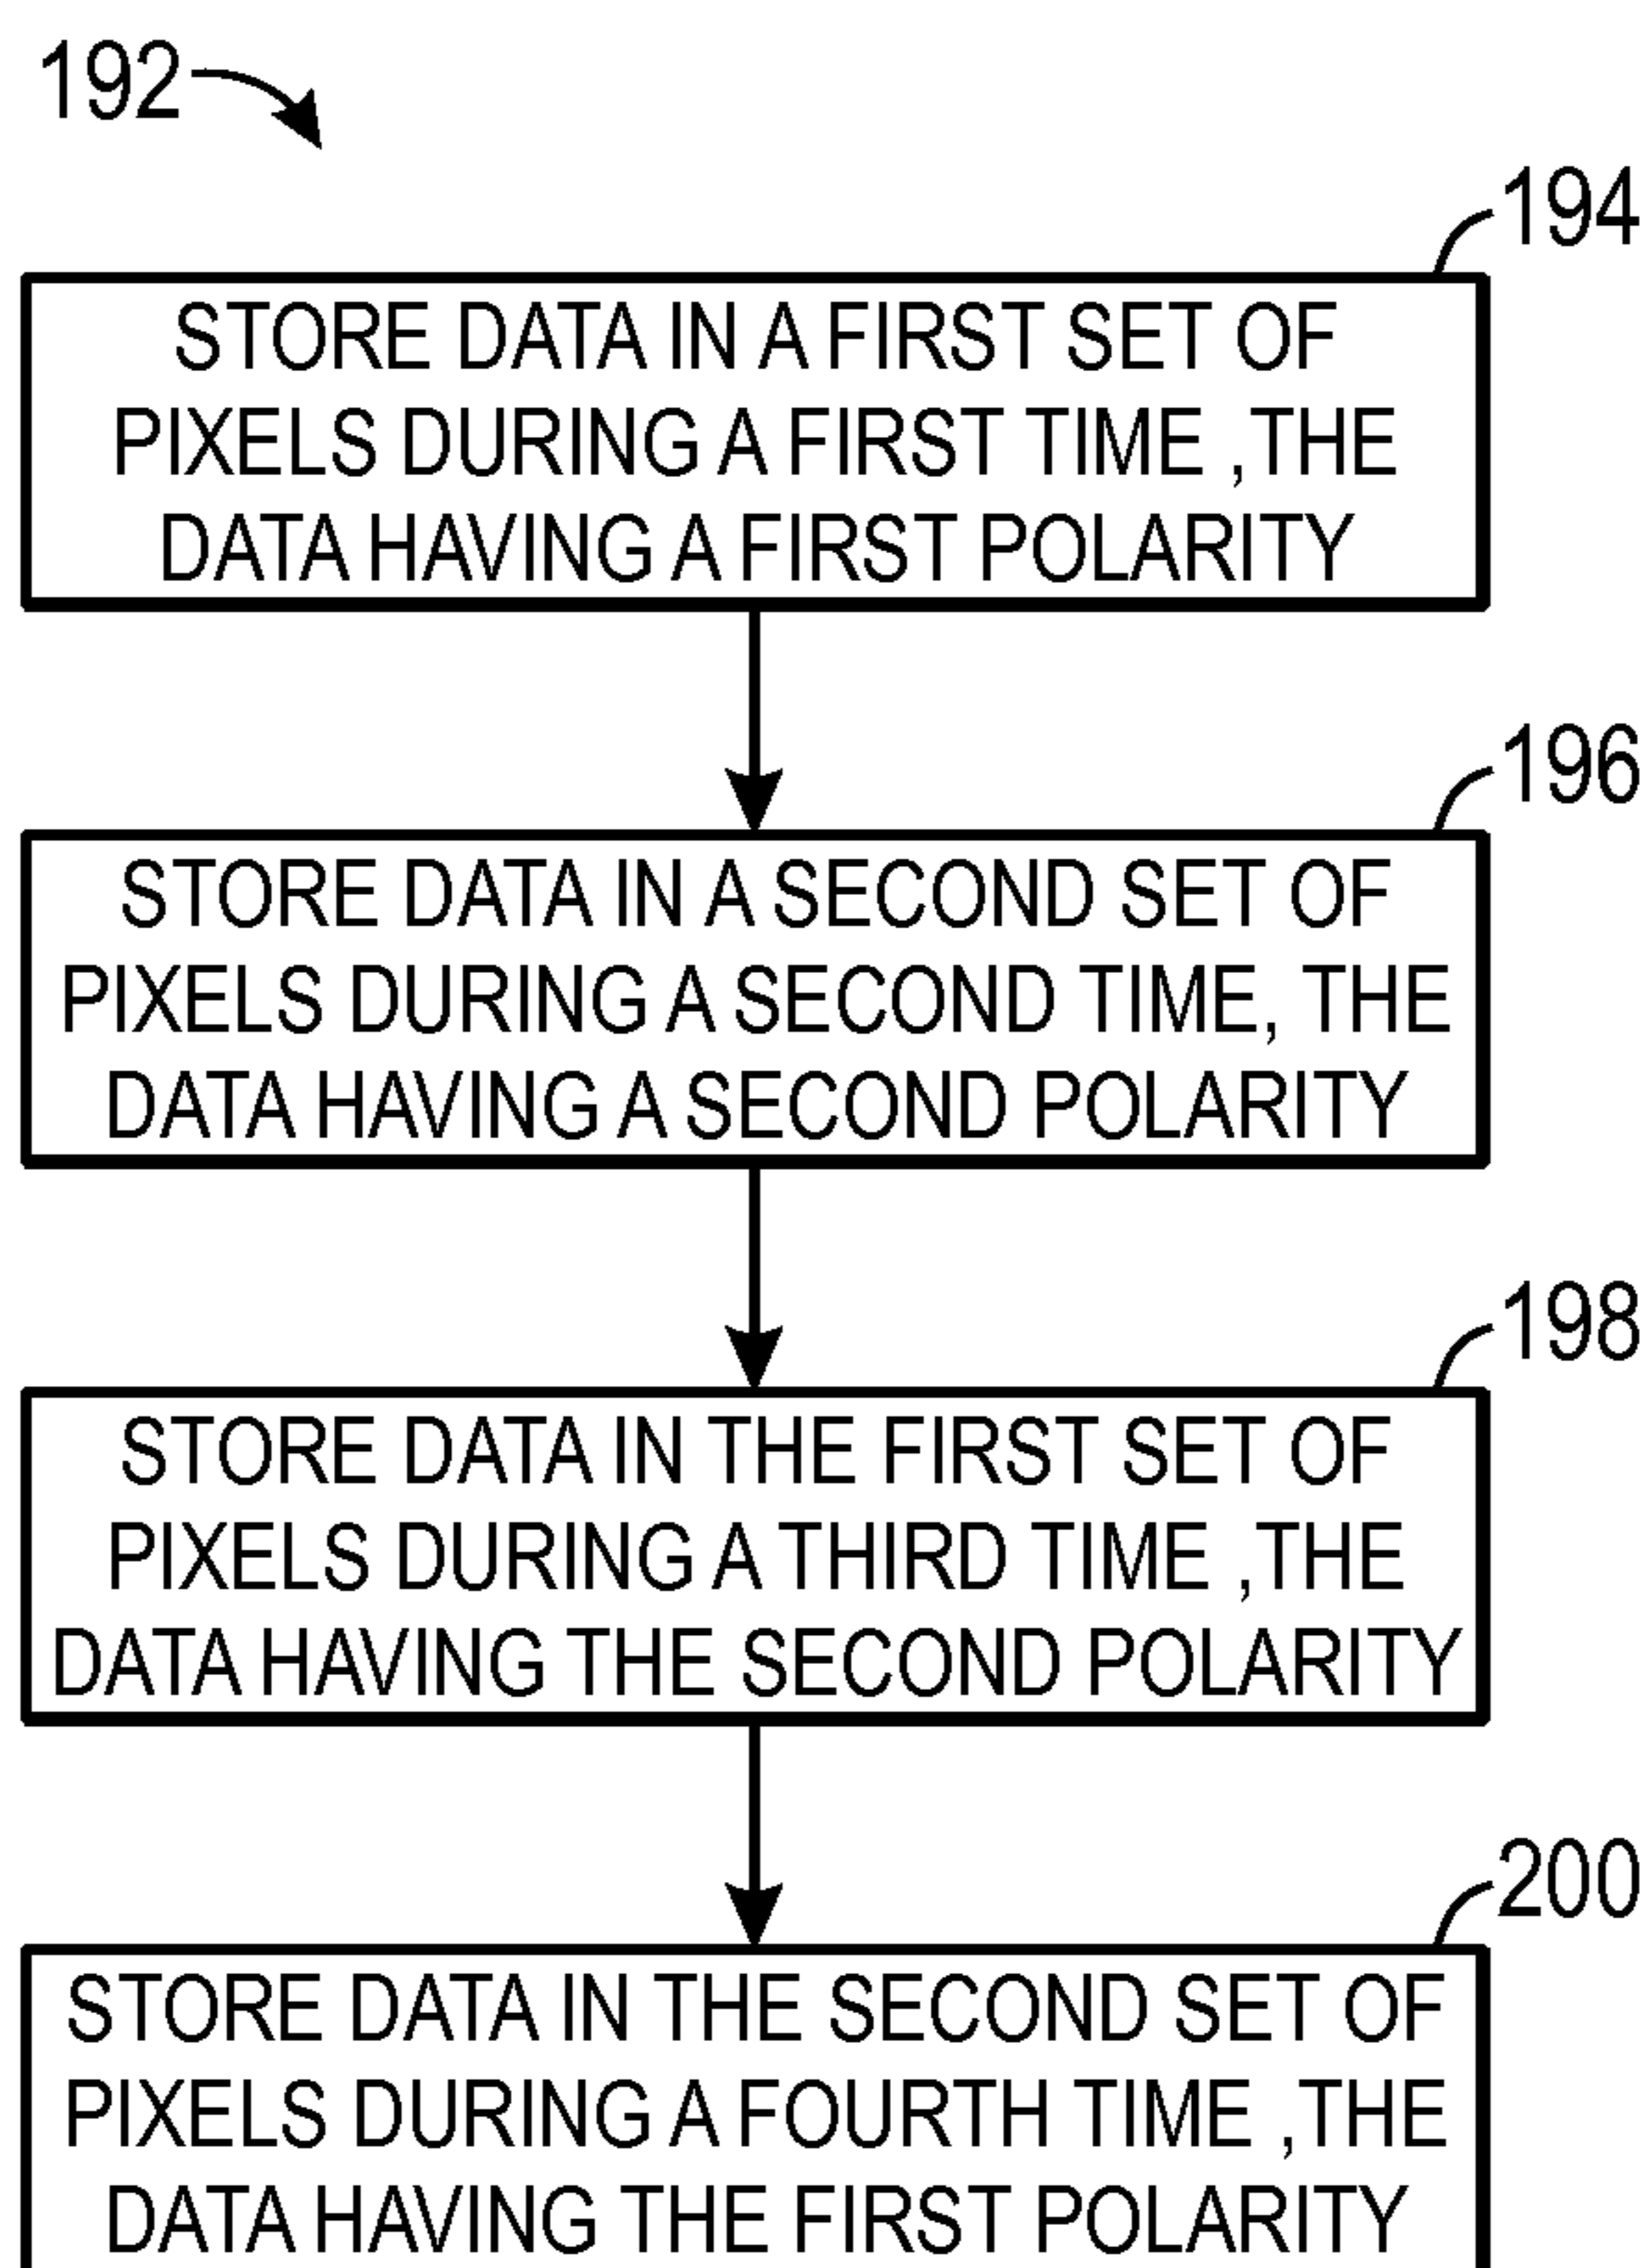 192
194
STORE DATA IN A FIRST SET OF
PIXELS DURING A FIRST TIME ,THE
DATA HAVING A FIRST POLARITY
196
STORE DATA IN A SECOND SET OF
PIXELS DURING A SECOND TIME, THE
DATA HAVING A SECOND POLARITY
198
STORE DATA IN THE FIRST SET OF
PIXELS DURING A THIRD TIME ,THE
DATA HAVING THE SECOND POLARITY
200
STORE DATA IN THE SECOND SET OF
PIXELS DURING A FOURTH TIME ,THE
DATA HAVING THE FIRST POLARITY